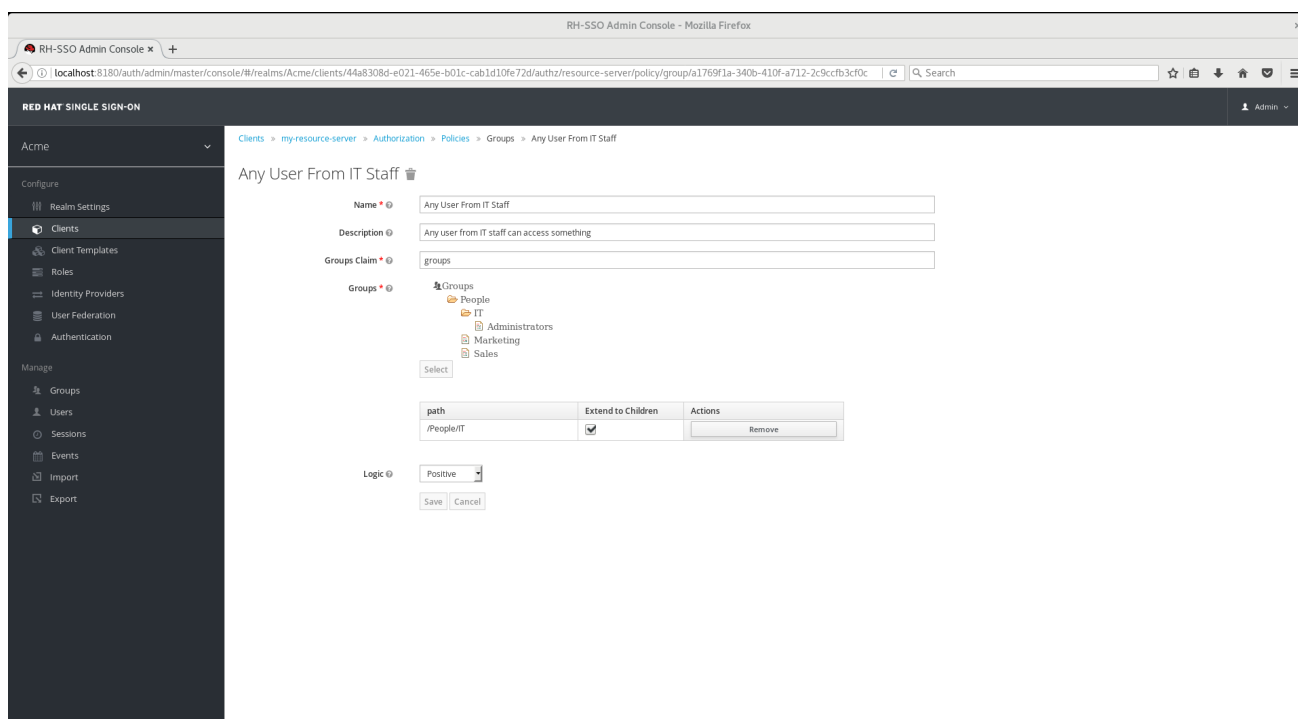 RH-SSO Admin Console - Mozilla Firefox
RH-SSO Admin Console × +
localhost:8180/auth/admin/master/console/#/realms/Acme/clients/44a8308d-e021-465e-b01c-cab1d10fe72d/authz/resource-server/policy/group/a1769f1a-340b-410f-a712-2c9ccfb3cf0c Search
RED HAT SINGLE SIGN-ON Admin
Acme
Clients » my-resource-server » Authorization » Policies » Groups » Any User From IT Staff
Any User From IT Staff
Configure
Realm Settings
Clients
Client Templates
Roles
Identity Providers
User Federation
Authentication
Manage
Groups
Users
Sessions
Events
Import
Export
Name * Any User From IT Staff
Description Any user from IT staff can access something
Groups Claim * groups
Groups * Groups
People
IT
Administrators
Marketing
Sales
Select
path Extend to Children Actions
/People/IT Remove
Logic Positive
Save Cancel